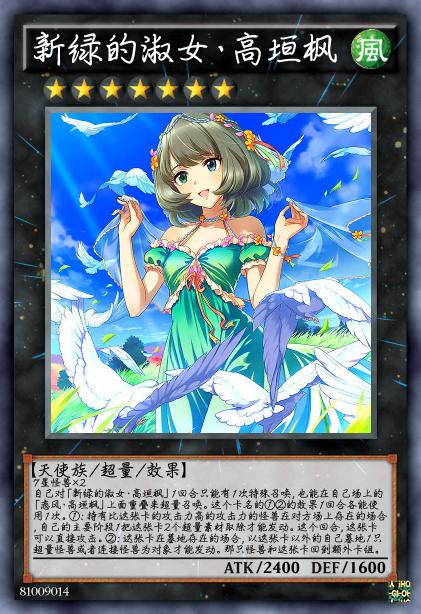 新绿的淑女·高垣枫
風
【天使族/超量/效果】
7星怪兽×2
自己对「新绿的淑女·高垣枫」1回合只能有1次特殊召唤，也能在自己场上的
「惠风·高垣枫」上面重叠来超量召唤。这个卡名的①②的效果1回合各能使
用1次。①：持有比这张卡的攻击力高的攻击力的怪兽在对方场上存在的场合
，自己的主要阶段1把这张卡2个超量素材取除才能发动。这个回合，这张卡
可以直接攻击。②：这张卡在墓地存在的场合，以这张卡以外的自己墓地1只
超量怪兽或者连接怪兽为对象才能发动。那只怪兽和这张卡回到额外卡组。
ATK/2400 DEF/1600
81009014